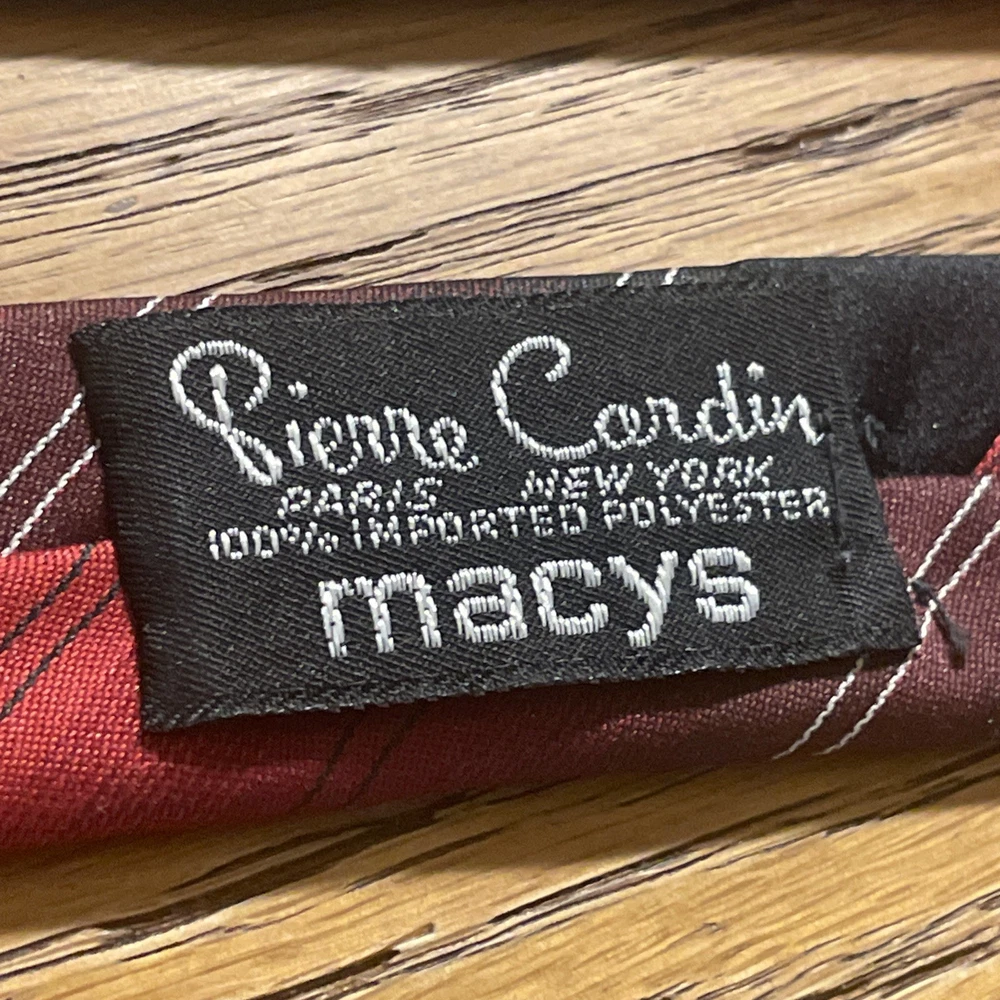 Pierre Cardin
PARIS NEW YORK
100% IMPORTED POLYESTER
macys